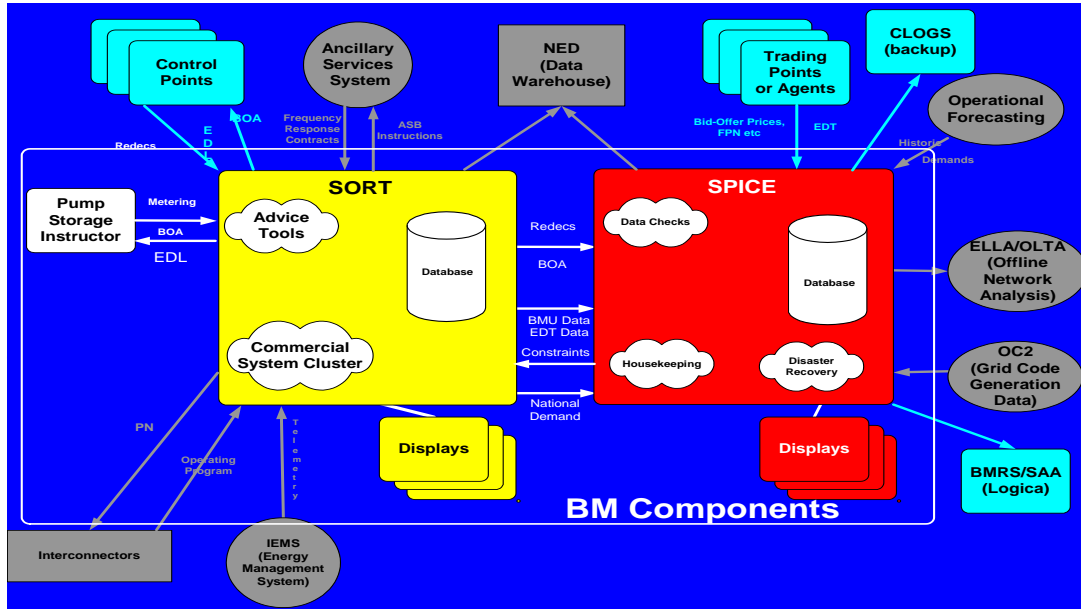 Control
Points
Ancillary
Services
System
NED
(Data
Warehouse)
Trading
Points
or Agents
CLOGS
(backup)
Operational
Forecasting
Redecs
EDL
BOA
Frequency
Response
Contracts
ASB
Instructions
Bid-Offer Prices,
FPN etc
EDT
Historic
Demands
SORT
SPICE
Pump
Storage
Instructor
Metering
BOA
EDL
Advice
Tools
Database
Commercial
System Cluster
Redecs
BOA
BMU Data
EDT Data
Constraints
National
Demand
Data Checks
Database
Housekeeping
Disaster
Recovery
ELLA/OLTA
(Offline
Network
Analysis)
OC2
(Grid Code
Generation
Data)
PN
Operating
Program
Telemetry
Displays
Displays
BM Components
BMRS/SAA
(Logica)
Interconnectors
IEMS
(Energy
Management
System)